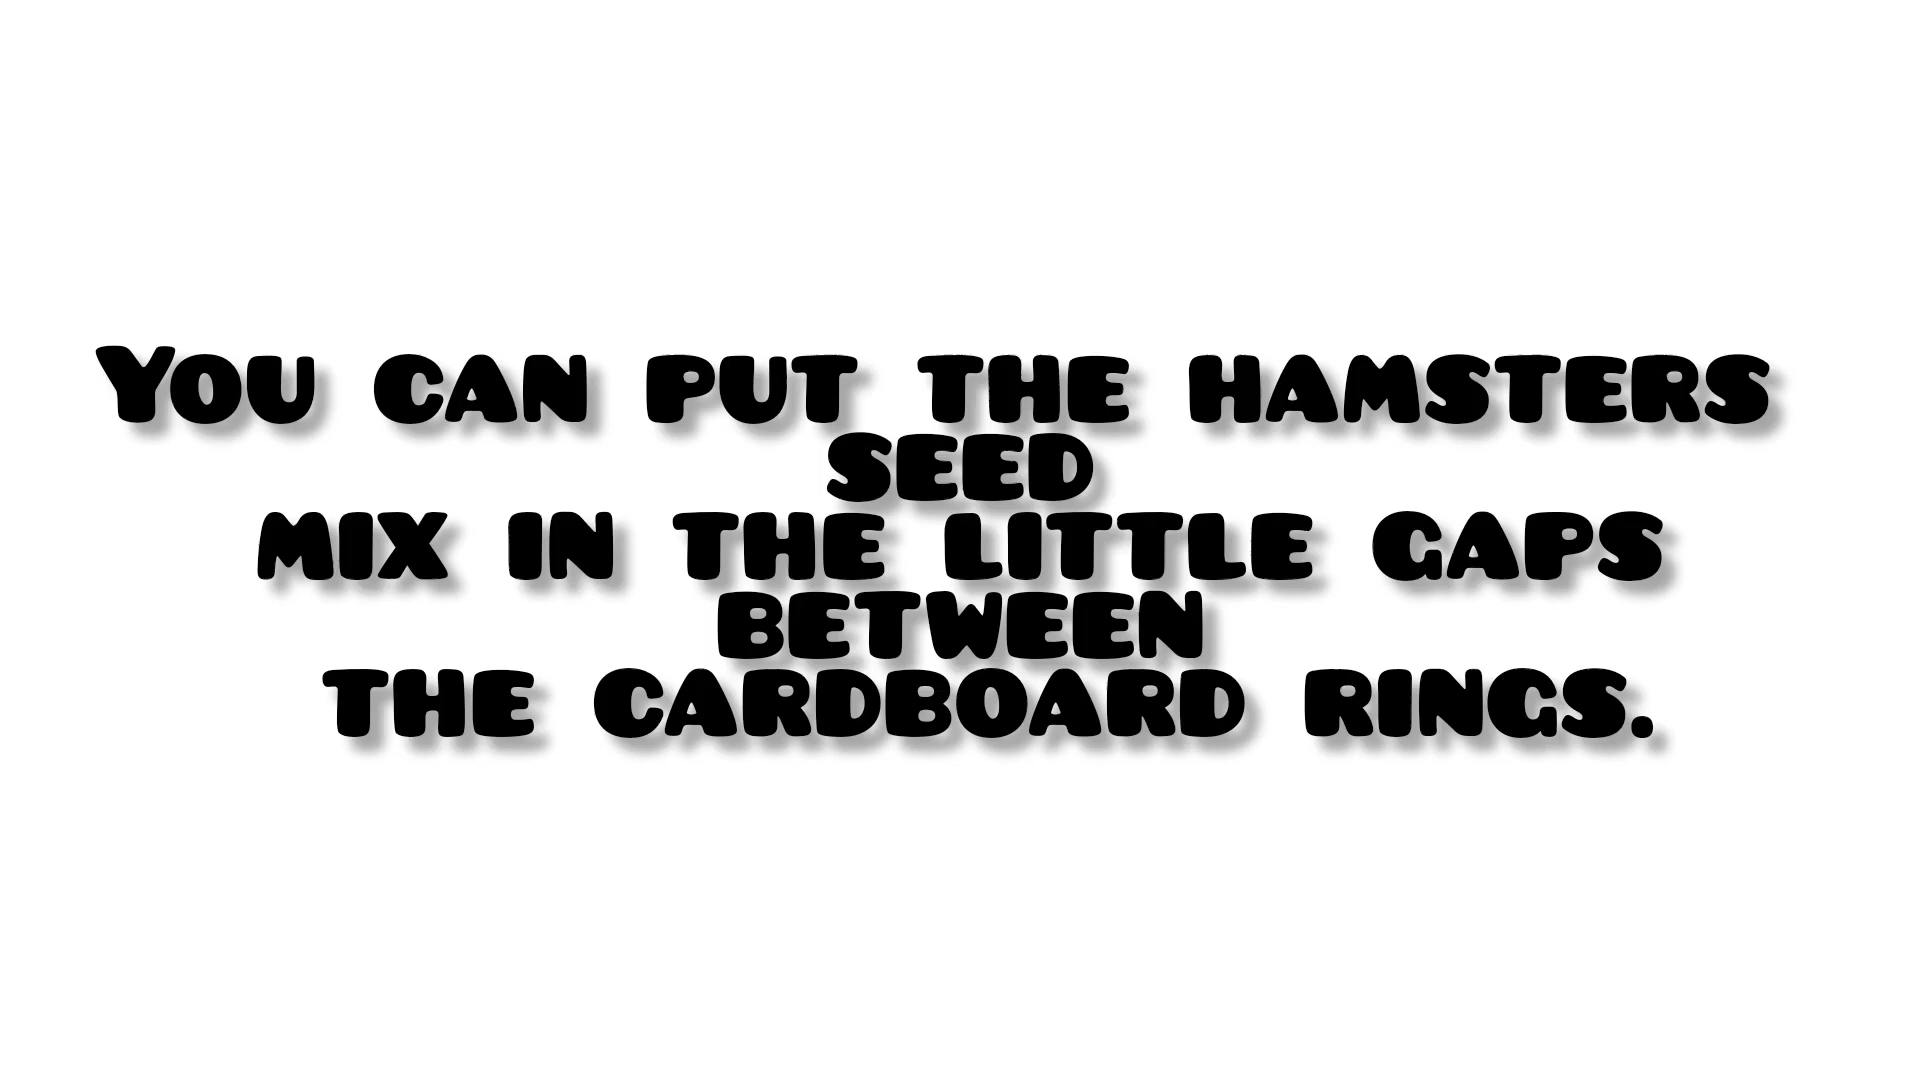 You can put the hamsters
seed
mix in the little gaps
between
the cardboard rings.